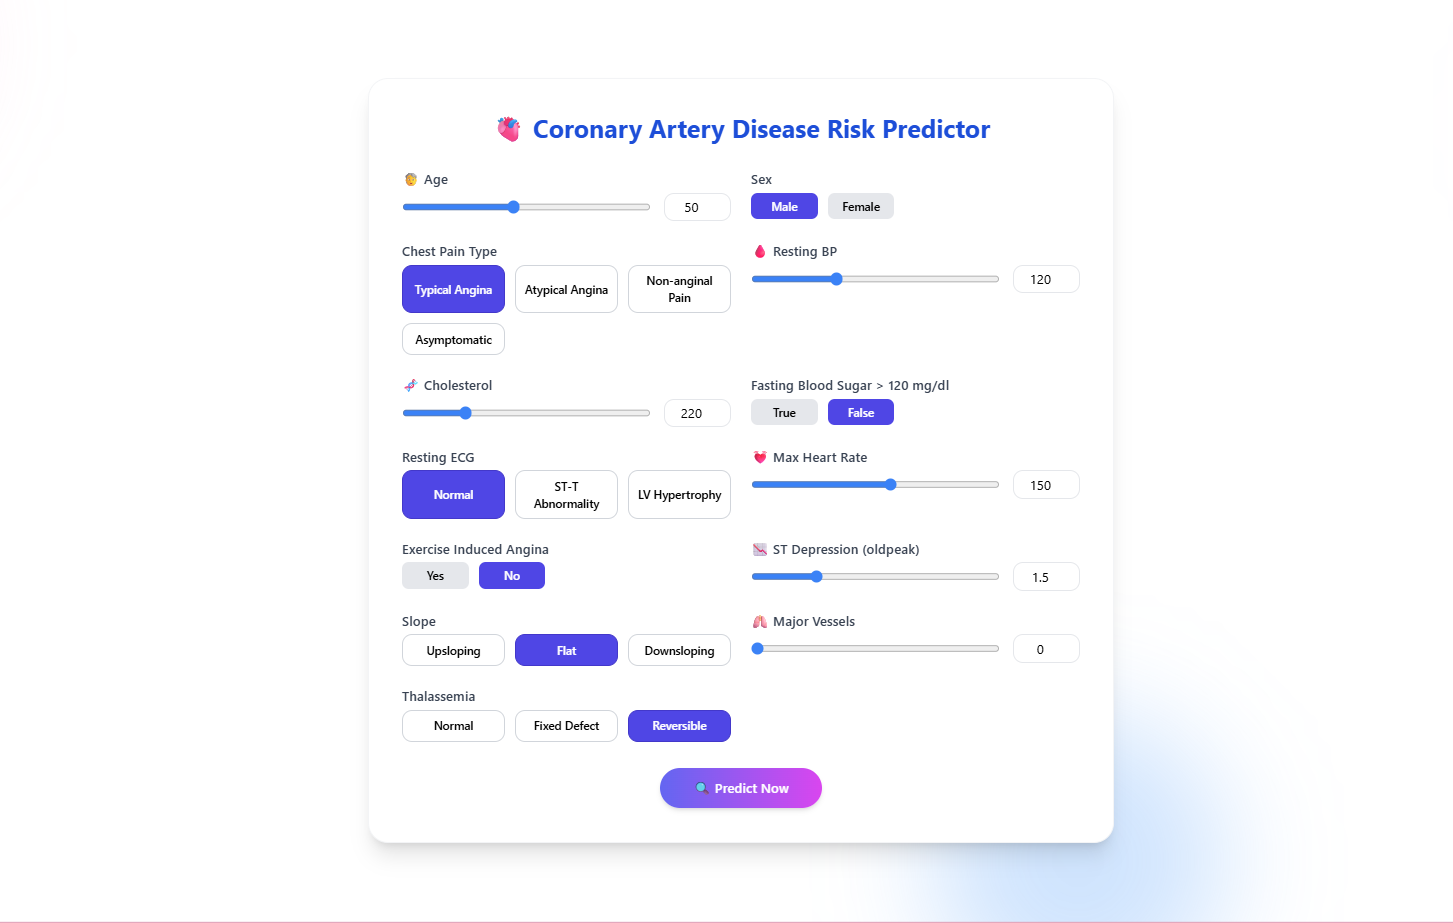 Coronary Artery Disease Risk Predictor
Age
50
Sex
Male Female
Chest Pain Type
Typical Angina Atypical Angina Non-anginal
Pain
Asymptomatic
Resting BP
120
Cholesterol
220
Fasting Blood Sugar > 120 mg/dl
True False
Resting ECG
Normal ST-T
Abnormality LV Hypertrophy
Max Heart Rate
150
Exercise Induced Angina
Yes No
ST Depression (oldpeak)
1.5
Slope
Upsloping Flat Downsloping
Major Vessels
0
Thalassemia
Normal Fixed Defect Reversible
Predict Now